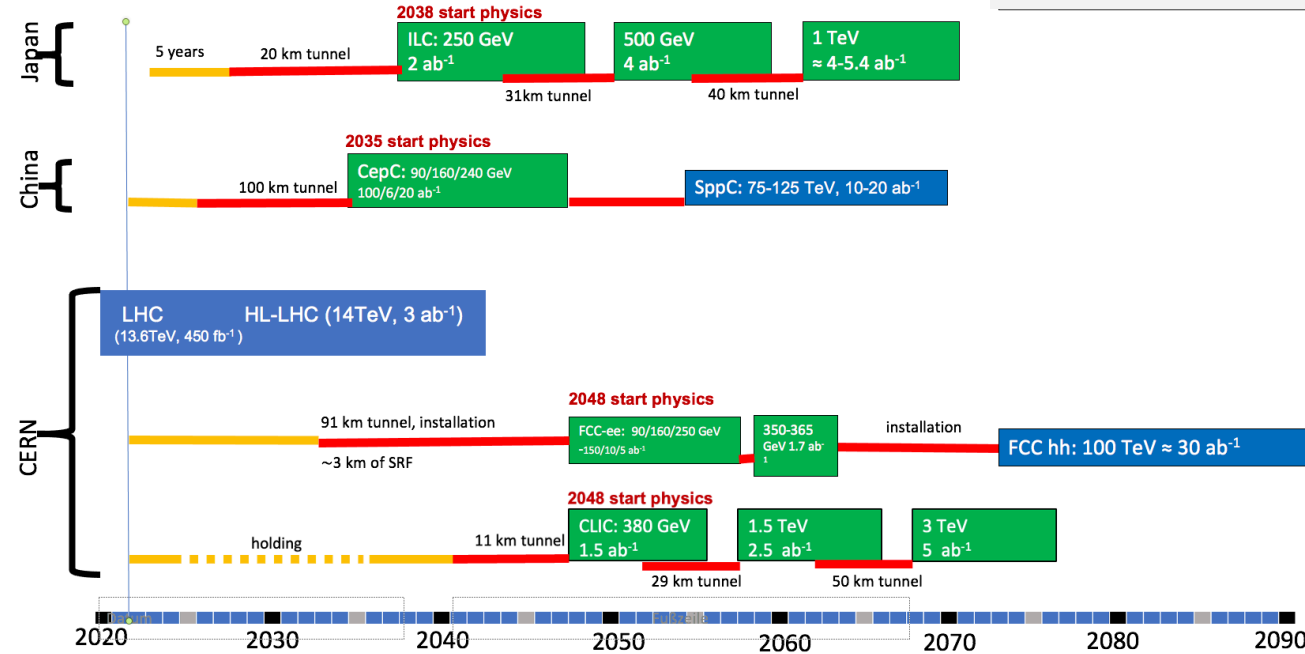 2038 start physics
Japan
5 years
20 km tunnel
ILC: 250 GeV
2 ab⁻¹
500 GeV
4 ab⁻¹
1 TeV
≈ 4-5.4 ab⁻¹
31km tunnel
40 km tunnel
2035 start physics
China
100 km tunnel
CepC: 90/160/240 GeV
100/6/20 ab⁻¹
SppC: 75-125 TeV, 10-20 ab⁻¹
LHC
HL-LHC (14TeV, 3 ab⁻¹)
(13.6TeV, 450 fb⁻¹)
CERN
2048 start physics
91 km tunnel, installation
~3 km of SRF
FCC-ee: 90/160/250 GeV
~150/10/5 ab⁻¹
350-365
GeV 1.7 ab⁻
¹
installation
FCC hh: 100 TeV ≈ 30 ab⁻¹
2048 start physics
holding
11 km tunnel
CLIC: 380 GeV
1.5 ab⁻¹
1.5 TeV
2.5 ab⁻¹
3 TeV
5 ab⁻¹
29 km tunnel
50 km tunnel
Datum
Fußzeile
2020
2030
2040
2050
2060
2070
2080
2090